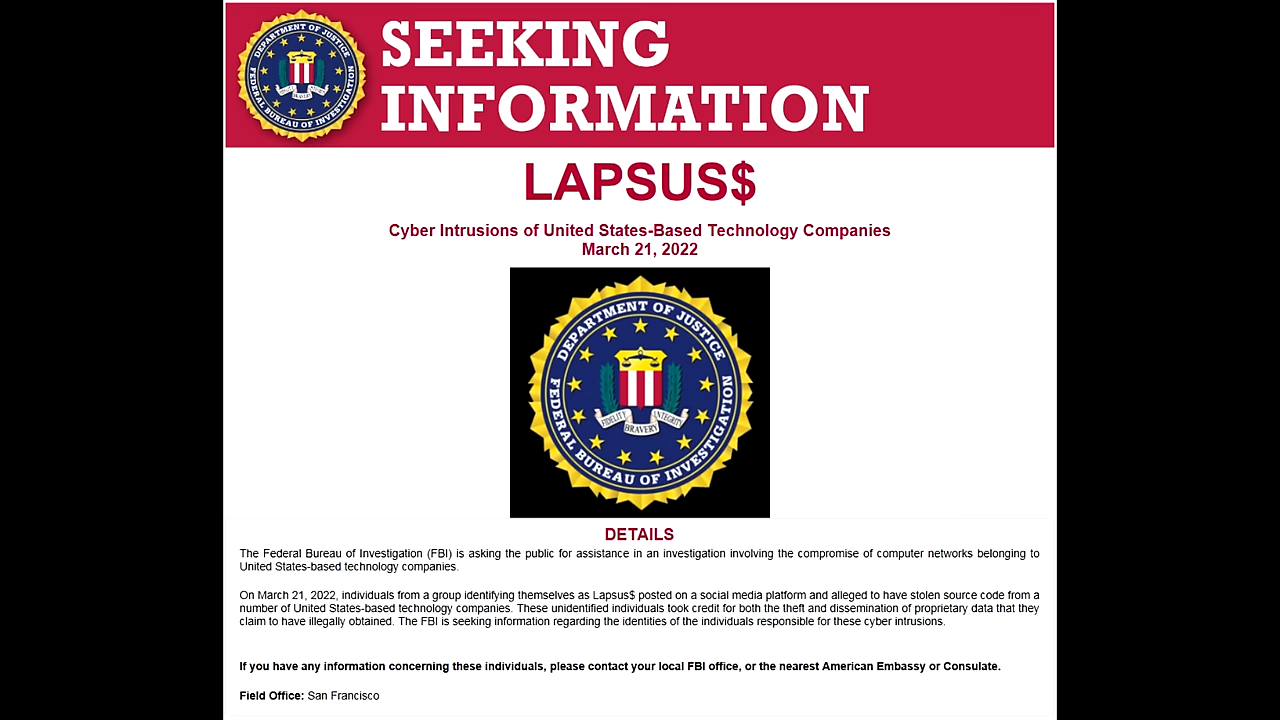 SEEKING
INFORMATION
DEPARTMENT OF JUSTICE
FEDERAL BUREAU OF INVESTIGATION
LAPSUS$
Cyber Intrusions of United States-Based Technology Companies
March 21, 2022
DEPARTMENT OF JUSTICE
FIDELITY BRAVERY INTEGRITY
FEDERAL BUREAU OF INVESTIGATION
DETAILS
The Federal Bureau of Investigation (FBI) is asking the public for assistance in an investigation involving the compromise of computer networks belonging to
United States-based technology companies.
On March 21, 2022, individuals from a group identifying themselves as Lapsus$ posted on a social media platform and alleged to have stolen source code from a
number of United States-based technology companies. These unidentified individuals took credit for both the theft and dissemination of proprietary data that they
claim to have illegally obtained. The FBI is seeking information regarding the identities of the individuals responsible for these cyber intrusions.
If you have any information concerning these individuals, please contact your local FBI office, or the nearest American Embassy or Consulate.
Field Office: San Francisco